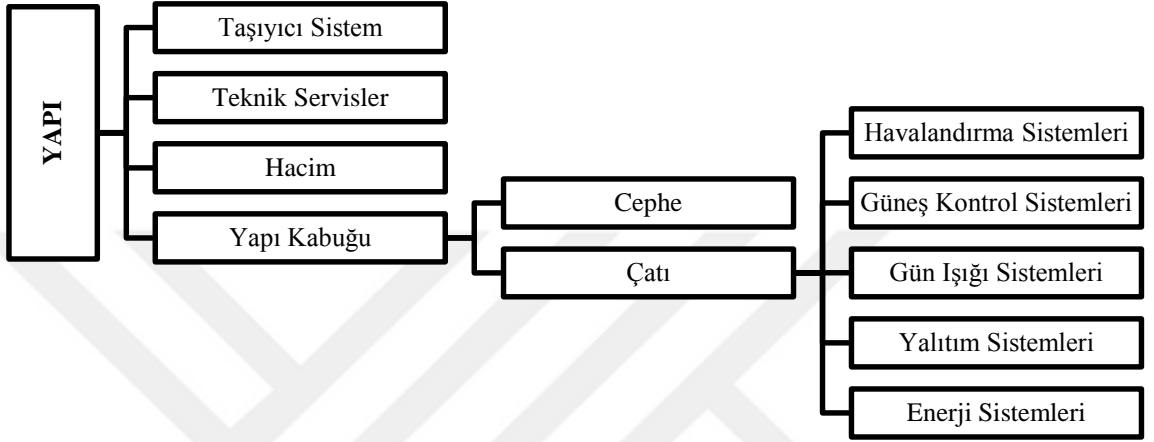 YAPI
Taşıyıcı Sistem
Teknik Servisler
Hacim
Yapı Kabuğu
Cephe
Çatı
Havalandırma Sistemleri
Güneş Kontrol Sistemleri
Gün Işığı Sistemleri
Yalıtım Sistemleri
Enerji Sistemleri